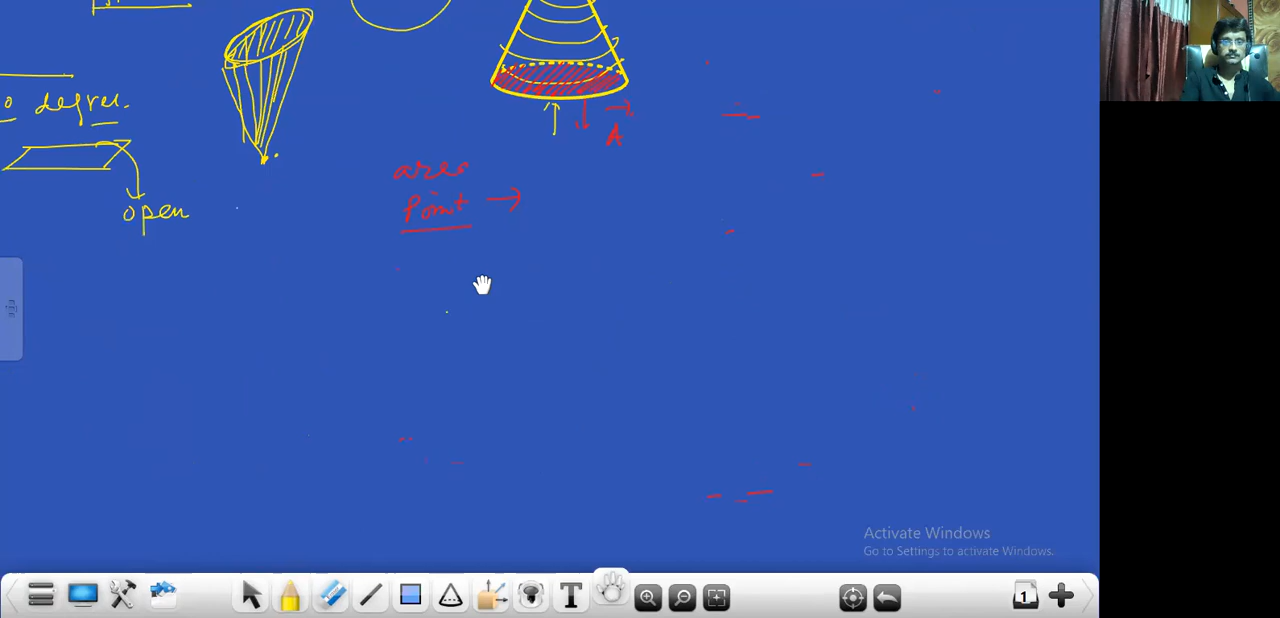 degree.
open
A
area
Point →
Activate Windows
Go to Settings to activate Windows.
1